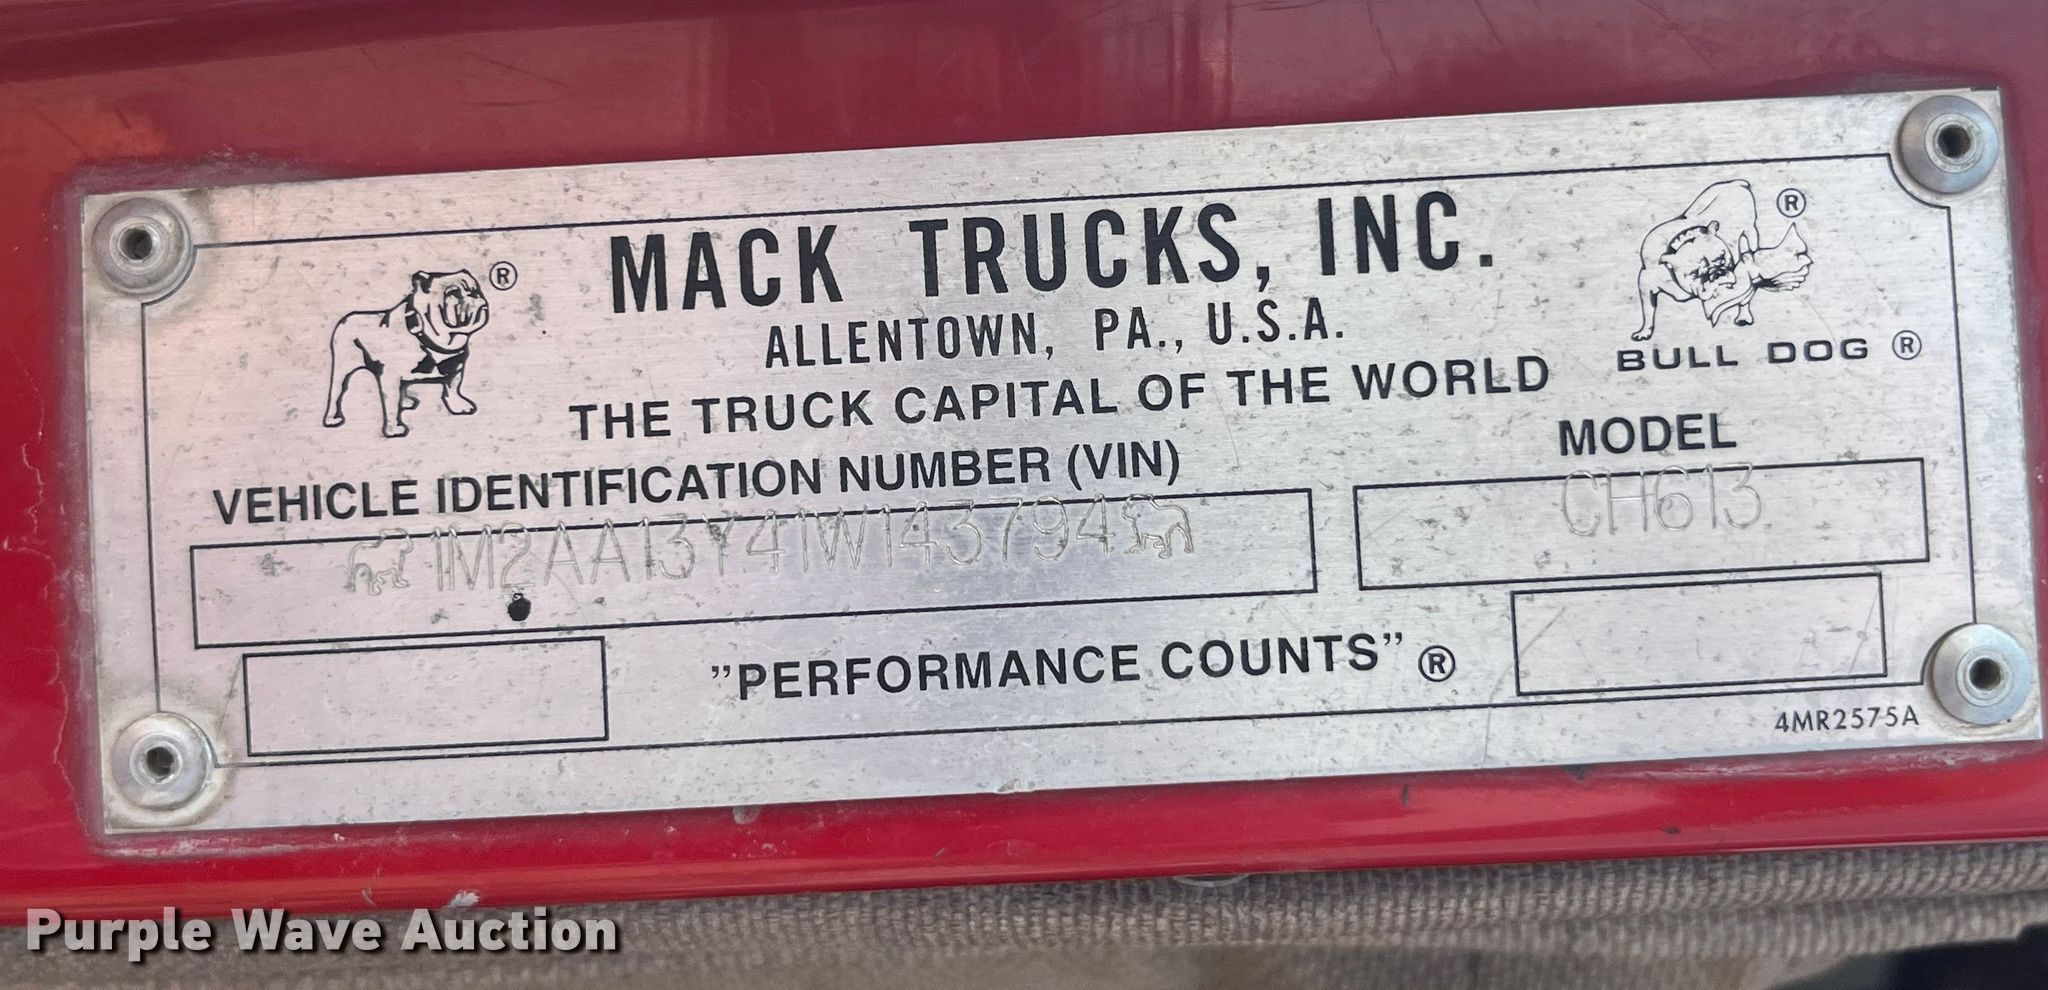 MACK TRUCKS, INC.
ALLENTOWN, PA., U.S.A.
THE TRUCK CAPITAL OF THE WORLD
®
®
BULL DOG ®
VEHICLE IDENTIFICATION NUMBER (VIN)
1M2AA13Y41W143794
MODEL
CH613
"PERFORMANCE COUNTS" ®
4MR2575A
Purple Wave Auction